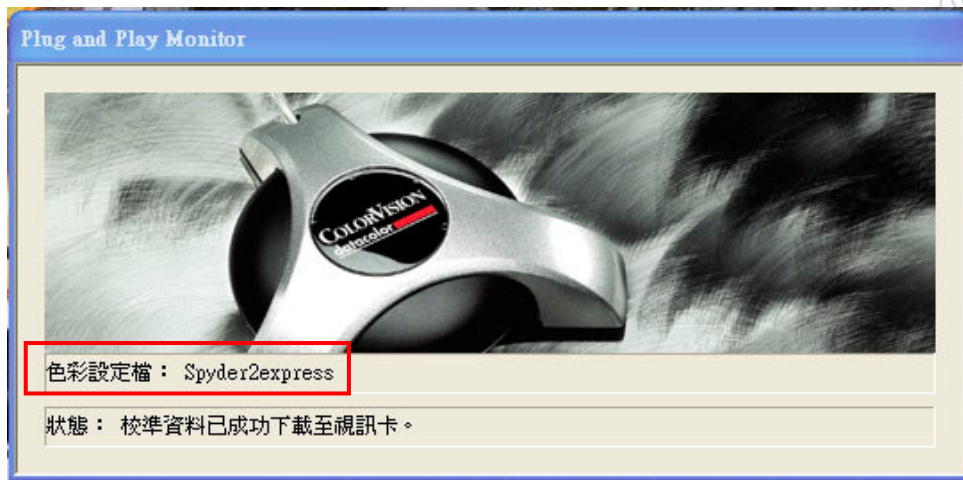 Plug and Play Monitor
COLORVISION
datacolor
色彩設定檔： Spyder2express
狀態： 校準資料已成功下載至視訊卡。